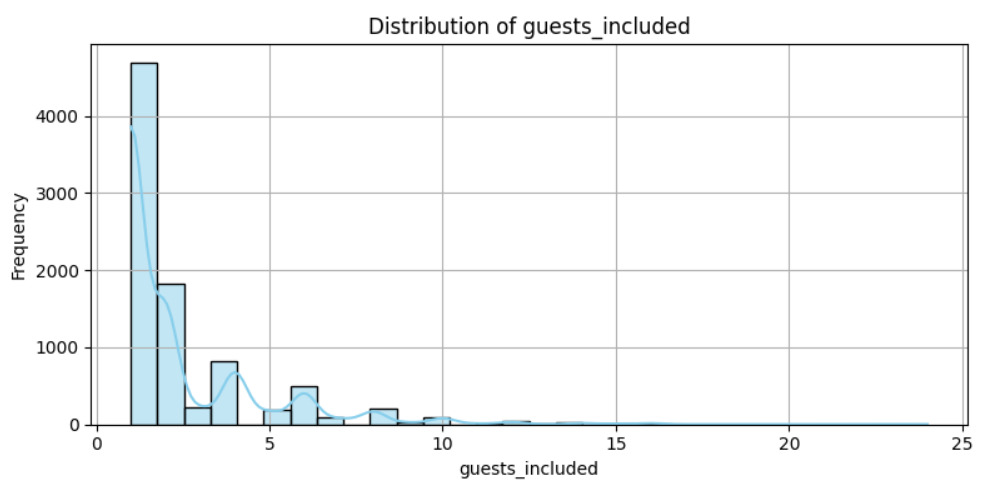 Distribution of guests_included
Frequency
4000
3000
2000
1000
0
0 5 10 15 20 25
guests_included